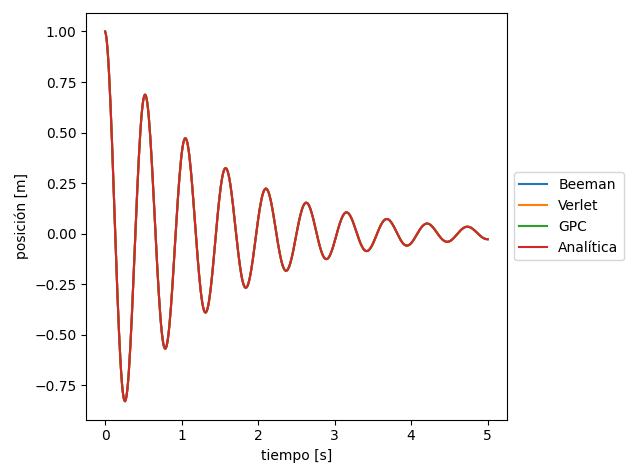 1.00
0.75
0.50
0.25
0.00
−0.25
−0.50
−0.75
posición [m]
0 1 2 3 4 5
tiempo [s]
Beeman
Verlet
GPC
Analítica